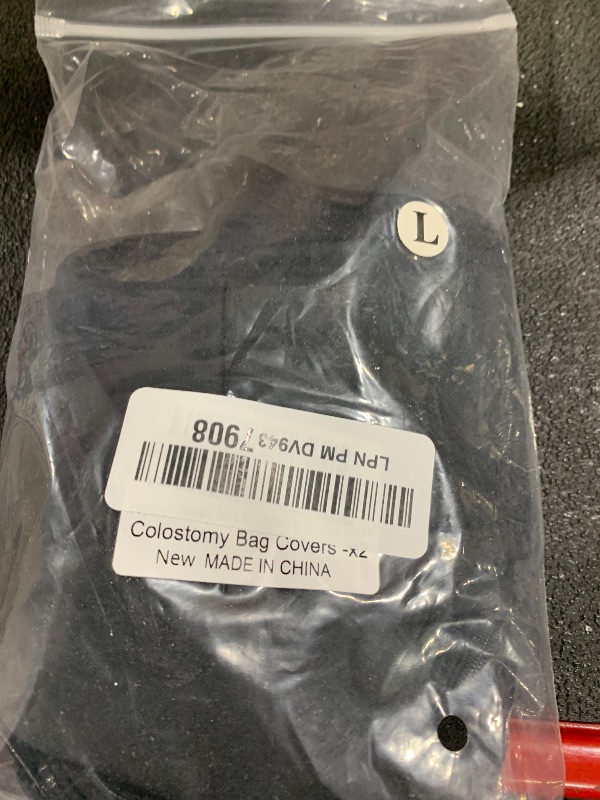 L
LPN PM DV9437908
Colostomy Bag Covers -x2
New MADE IN CHINA